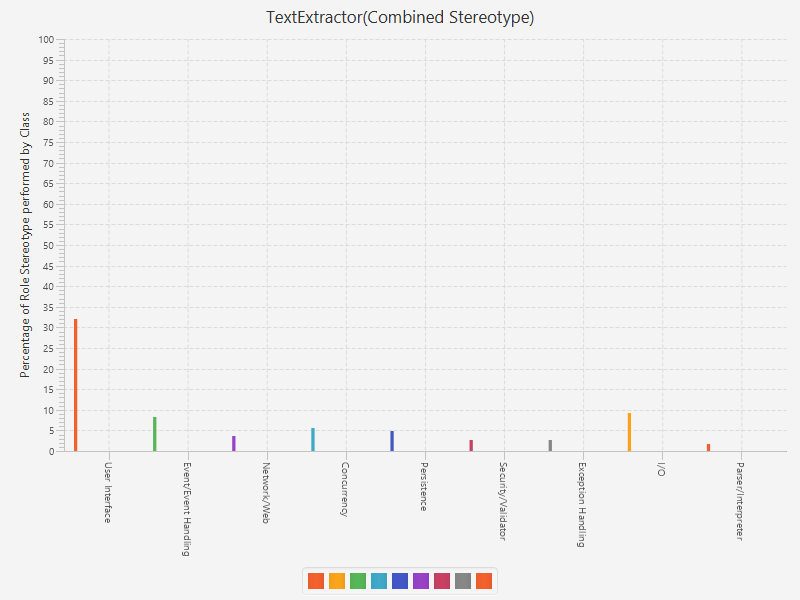 TextExtractor(Combined Stereotype)
Percentage of Role Stereotype performed by Class
100
95
90
85
80
75
70
65
60
55
50
45
40
35
30
25
20
15
10
5
0
User Interface
Event/Event Handling
Network/Web
Concurrency
Persistence
Security/Validator
Exception Handling
I/O
Parser/Interpreter